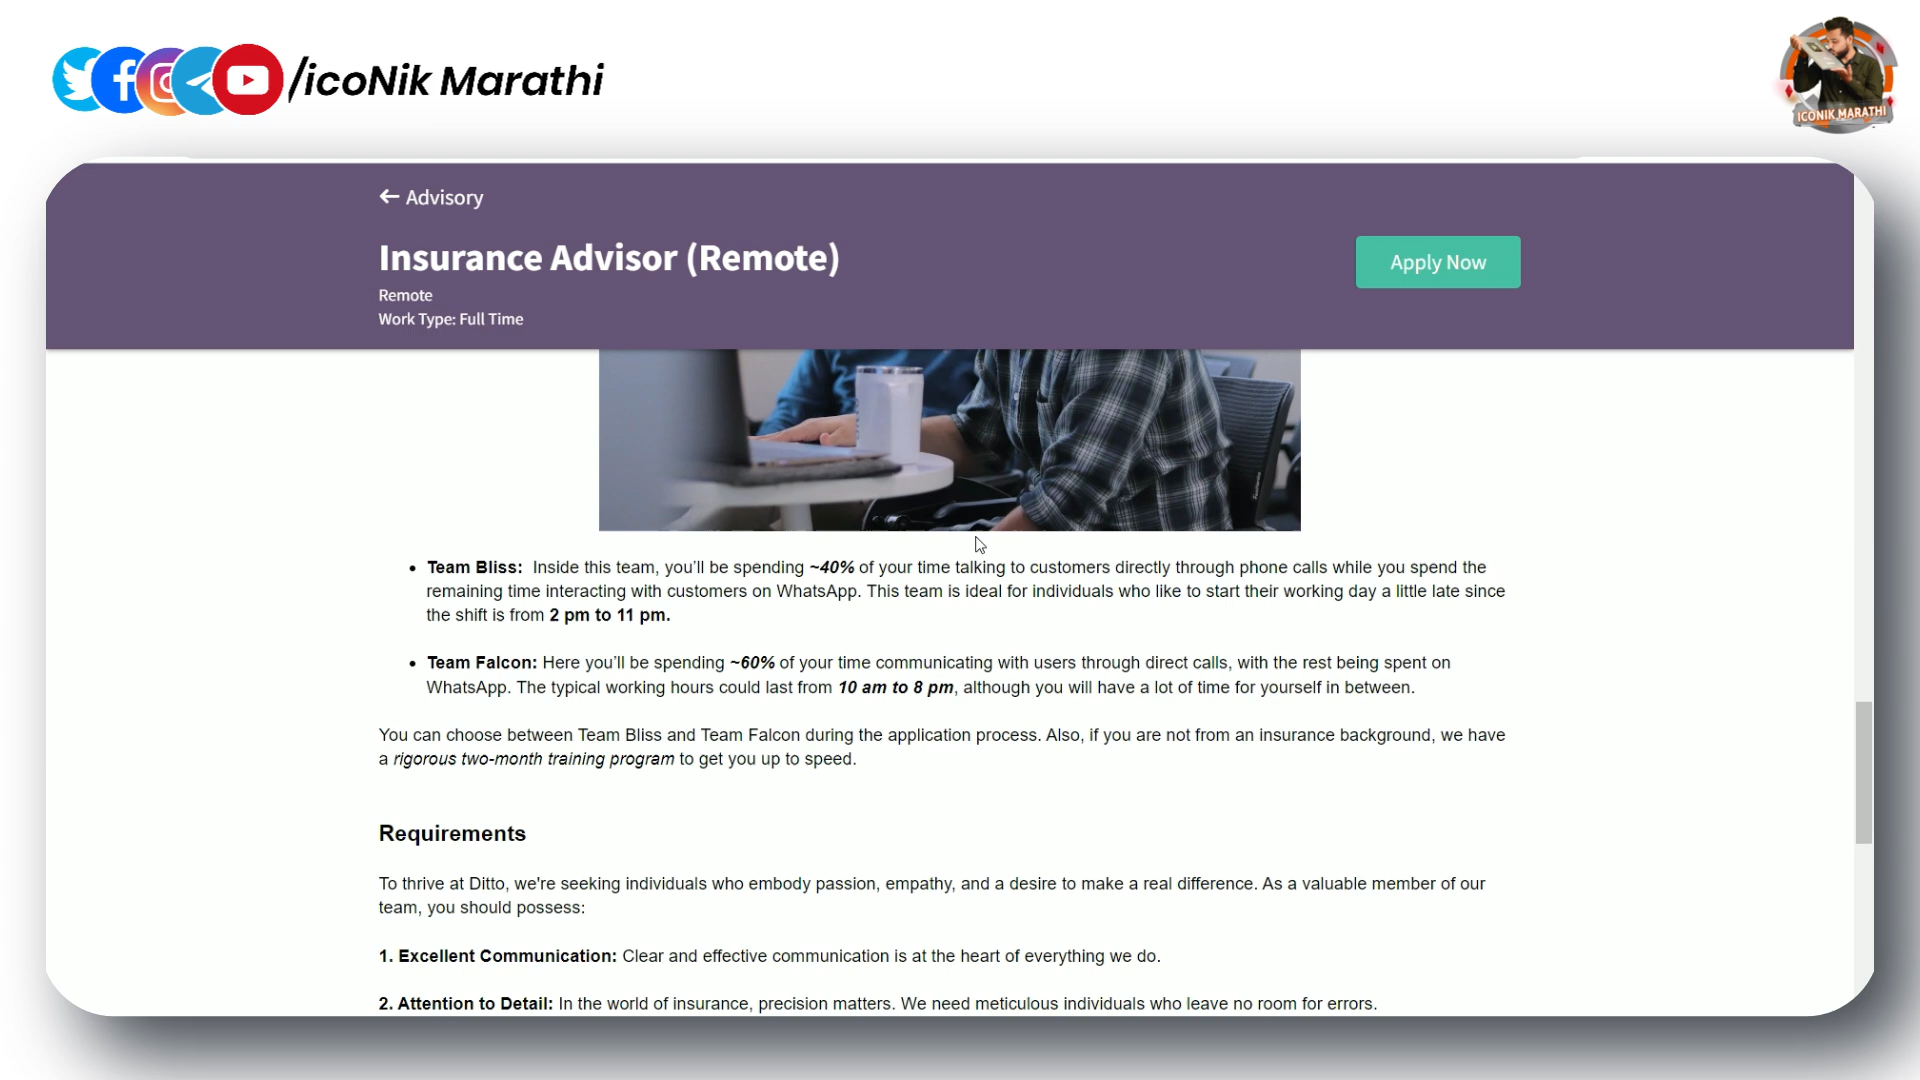 /icoNik Marathi
ICONIK MARATHI
← Advisory
Insurance Advisor (Remote)
Apply Now
Remote
Work Type: Full Time
• Team Bliss: Inside this team, you’ll be spending ~40% of your time talking to customers directly through phone calls while you spend the
remaining time interacting with customers on WhatsApp. This team is ideal for individuals who like to start their working day a little late since
the shift is from 2 pm to 11 pm.
• Team Falcon: Here you’ll be spending ~60% of your time communicating with users through direct calls, with the rest being spent on
WhatsApp. The typical working hours could last from 10 am to 8 pm, although you will have a lot of time for yourself in between.
You can choose between Team Bliss and Team Falcon during the application process. Also, if you are not from an insurance background, we have
a rigorous two-month training program to get you up to speed.
Requirements
To thrive at Ditto, we're seeking individuals who embody passion, empathy, and a desire to make a real difference. As a valuable member of our
team, you should possess:
1. Excellent Communication: Clear and effective communication is at the heart of everything we do.
2. Attention to Detail: In the world of insurance, precision matters. We need meticulous individuals who leave no room for errors.